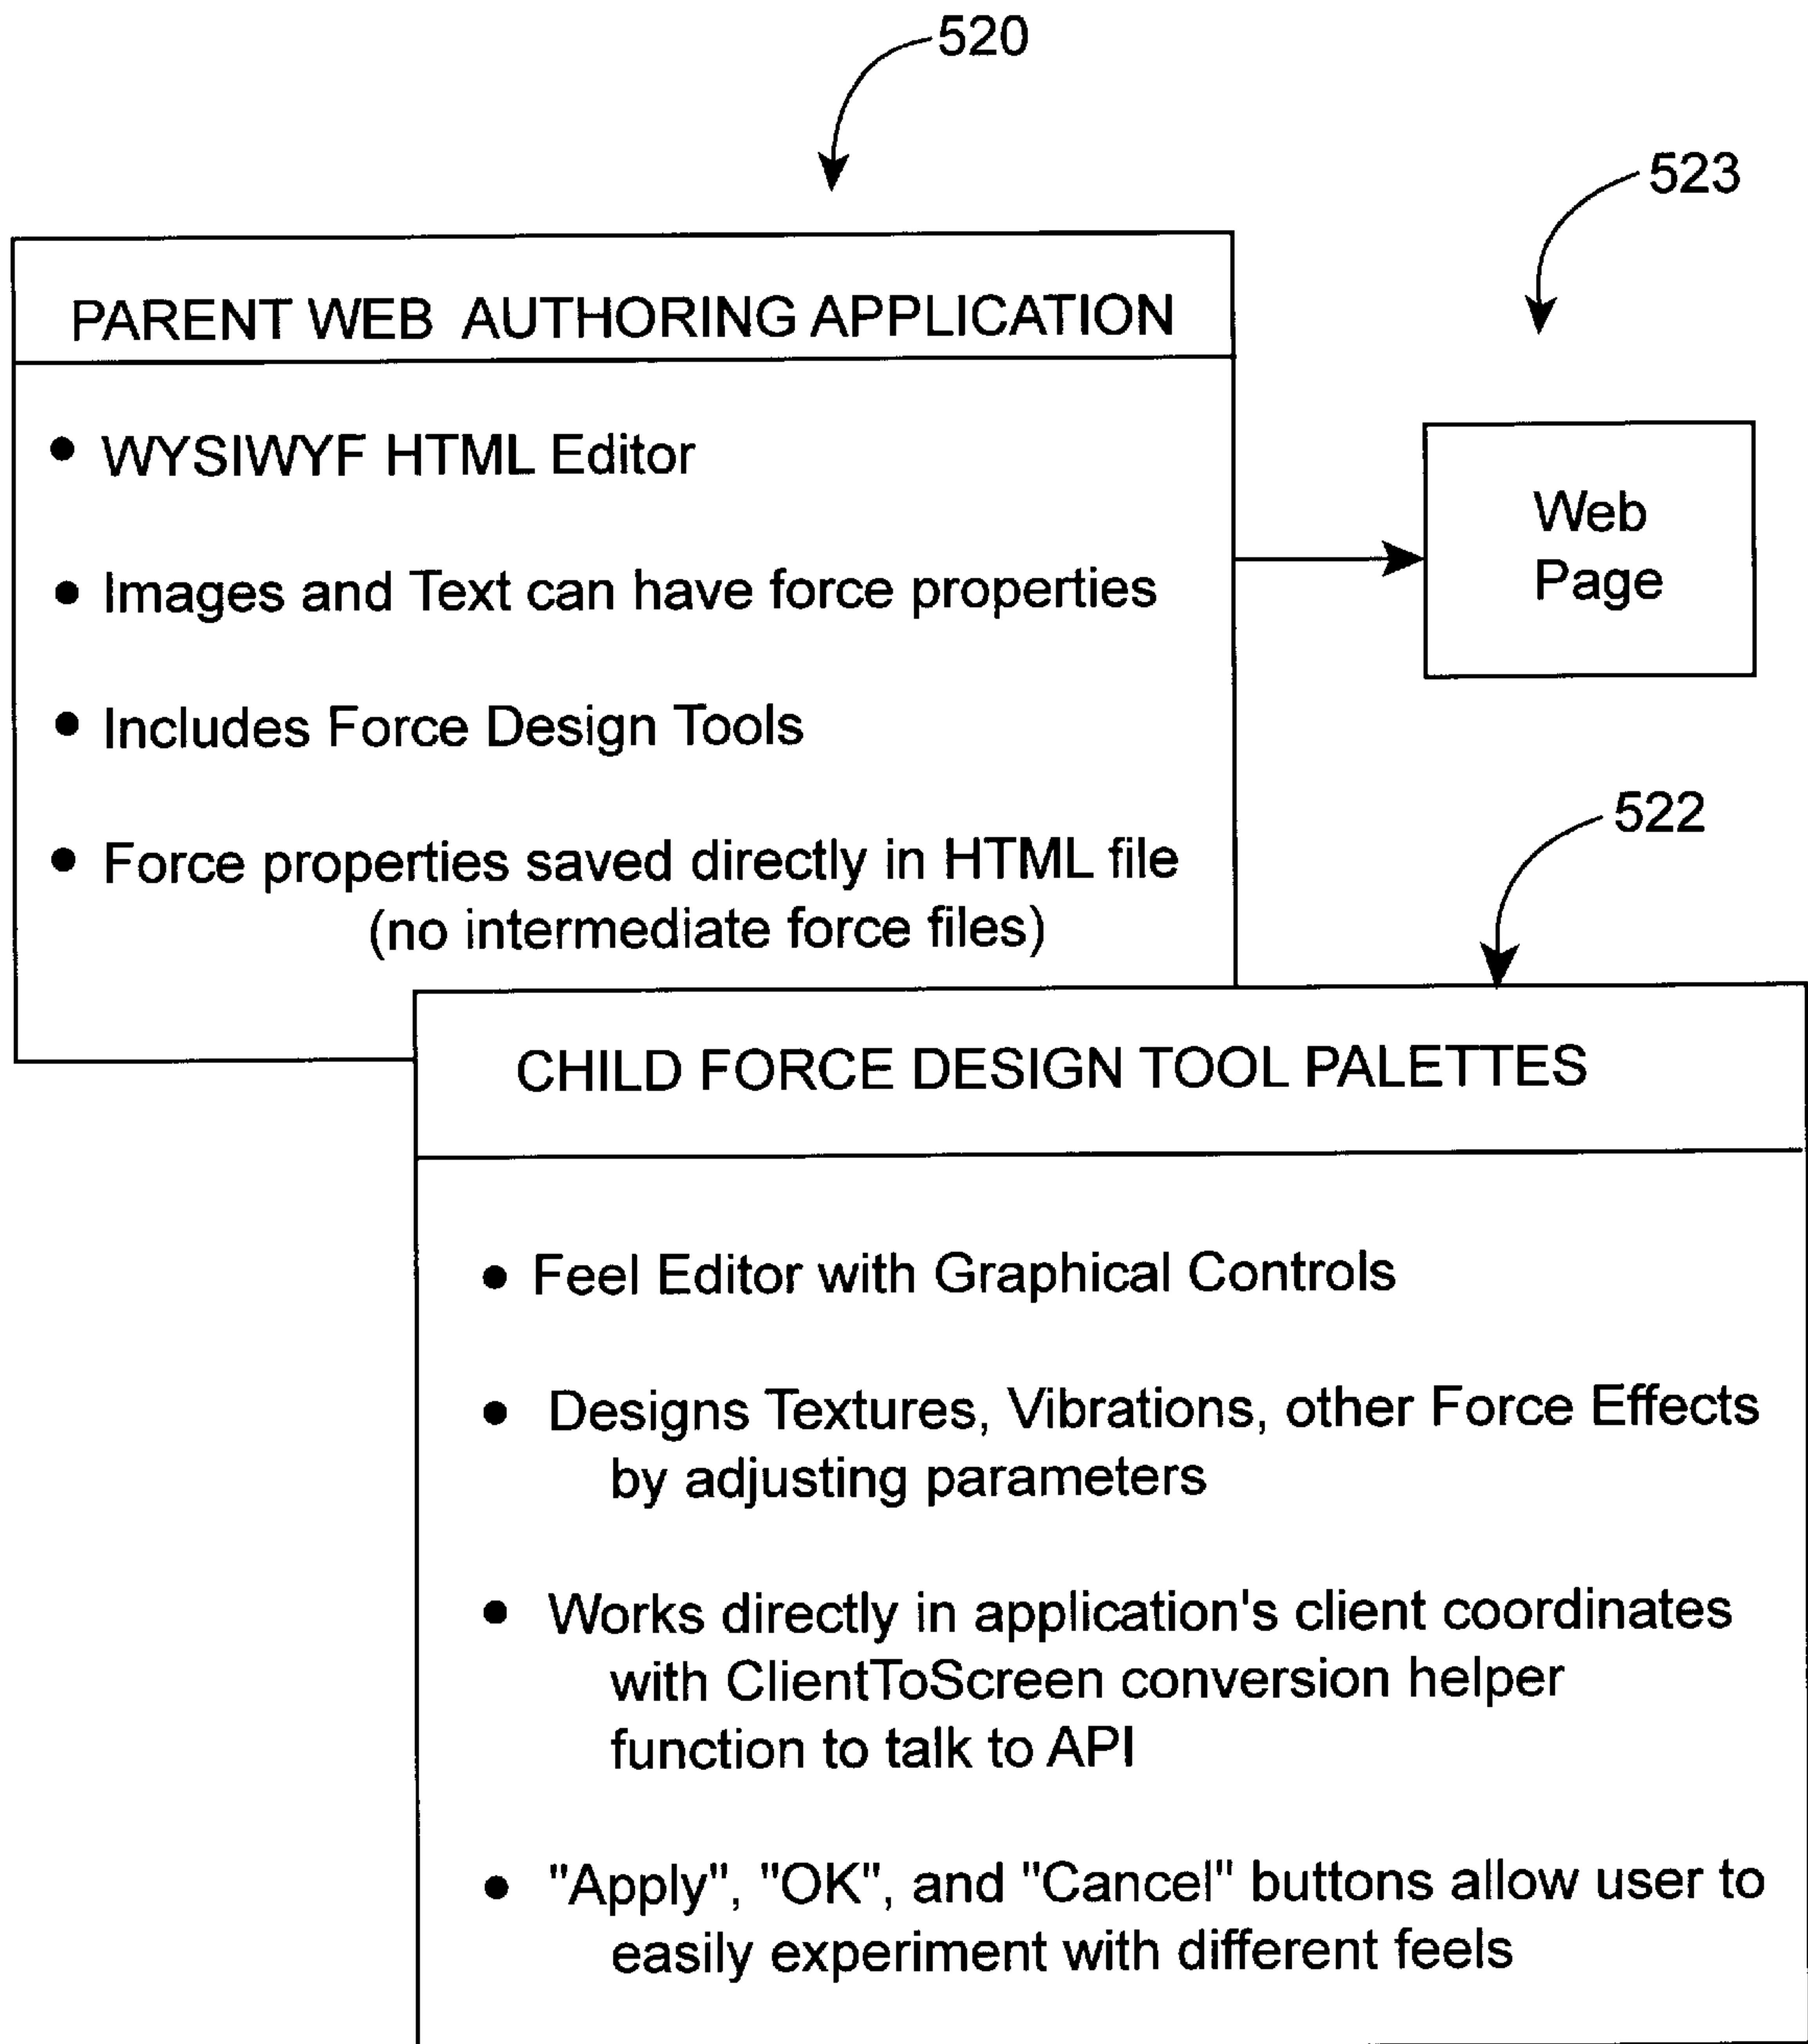 520
523
PARENT WEB AUTHORING APPLICATION
● WYSIWYF HTML Editor
● Images and Text can have force properties
● Includes Force Design Tools
● Force properties saved directly in HTML file
(no intermediate force files)
Web
Page
522
CHILD FORCE DESIGN TOOL PALETTES
● Feel Editor with Graphical Controls
● Designs Textures, Vibrations, other Force Effects
by adjusting parameters
● Works directly in application's client coordinates
with ClientToScreen conversion helper
function to talk to API
● "Apply", "OK", and "Cancel" buttons allow user to
easily experiment with different feels